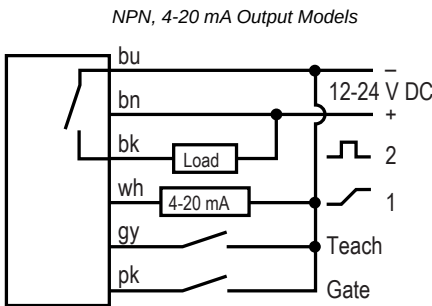 NPN, 4-20 mA Output Models
bu
–
12-24 V DC
bn
+
bk
Load
2
wh
4-20 mA
1
gy
Teach
pk
Gate